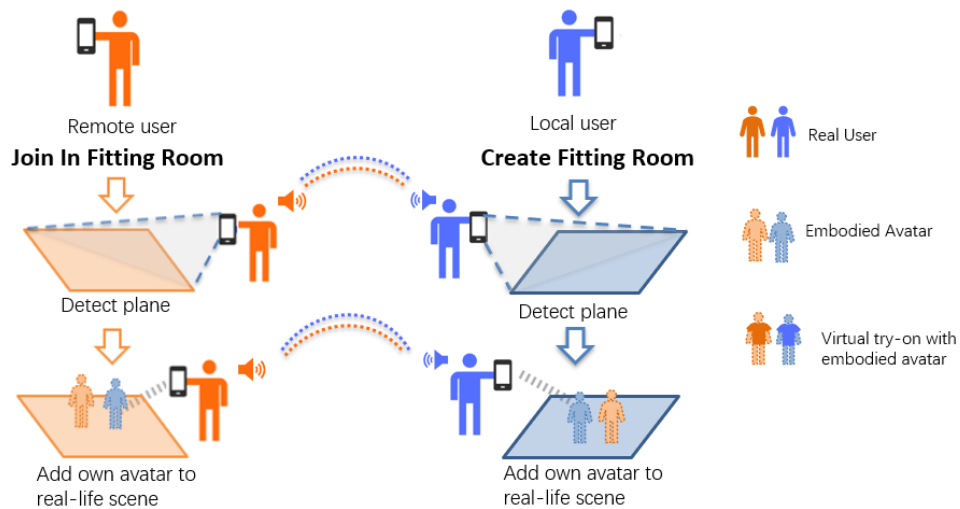 Remote user
Join In Fitting Room
Local user
Create Fitting Room
Detect plane
Detect plane
Add own avatar to
real-life scene
Add own avatar to
real-life scene
Real User
Embodied Avatar
Virtual try-on with
embodied avatar